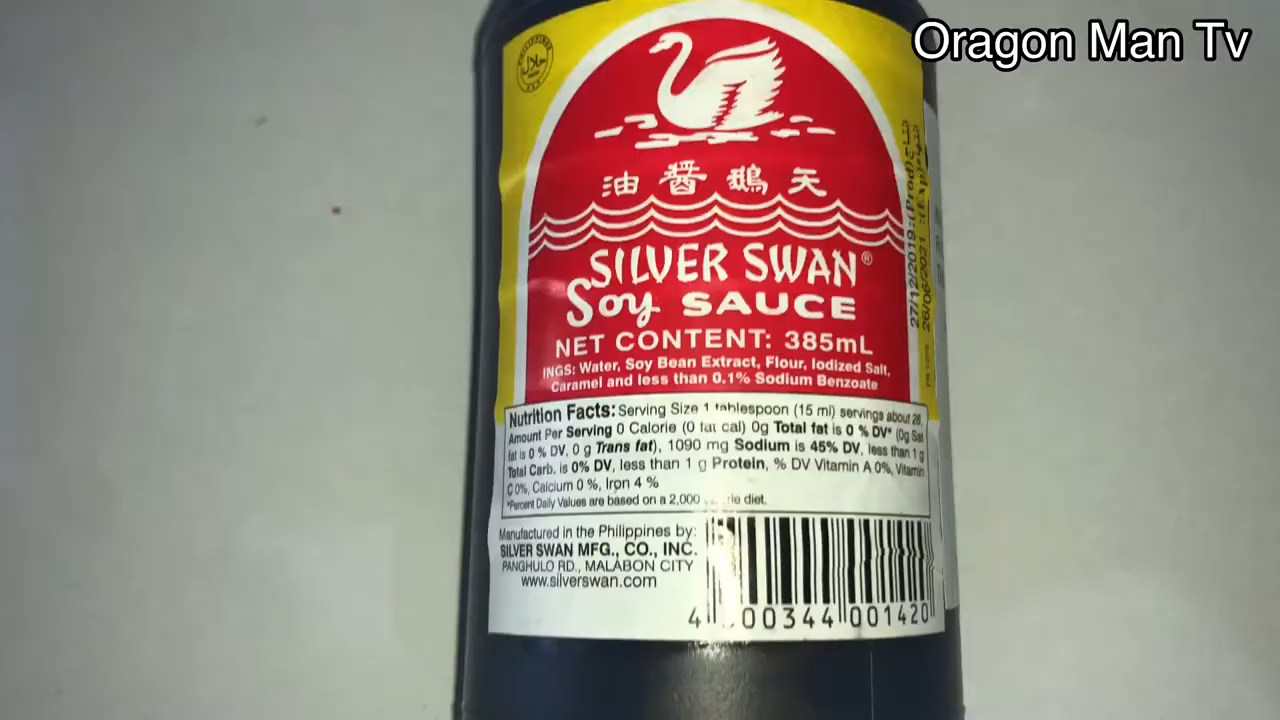 Oragon Man Tv
حلال
油醬鵝天
SILVER SWAN®
Soy SAUCE
NET CONTENT: 385mL
INGS: Water, Soy Bean Extract, Flour, Iodized Salt,
Caramel and less than 0.1% Sodium Benzoate
27/12/2019 :(Prod)
26/06/2021 :(Exp)
Nutrition Facts: Serving Size 1 tablespoon (15 ml) servings about 26,
Amount Per Serving 0 Calorie (0 fat cal) 0g Total fat is 0 % DV* (0g Sat
fat is 0 % DV, 0 g Trans fat), 1090 mg Sodium is 45% DV, less than 1 g
Total Carb. is 0% DV, less than 1 g Protein, % DV Vitamin A 0%, Vitamin
C 0%, Calcium 0 %, Iron 4 %
*Percent Daily Values are based on a 2,000 calorie diet.
Manufactured in the Philippines by:
SILVER SWAN MFG., CO., INC.
PANGHULO RD., MALABON CITY
www.silverswan.com
4 00344 001420